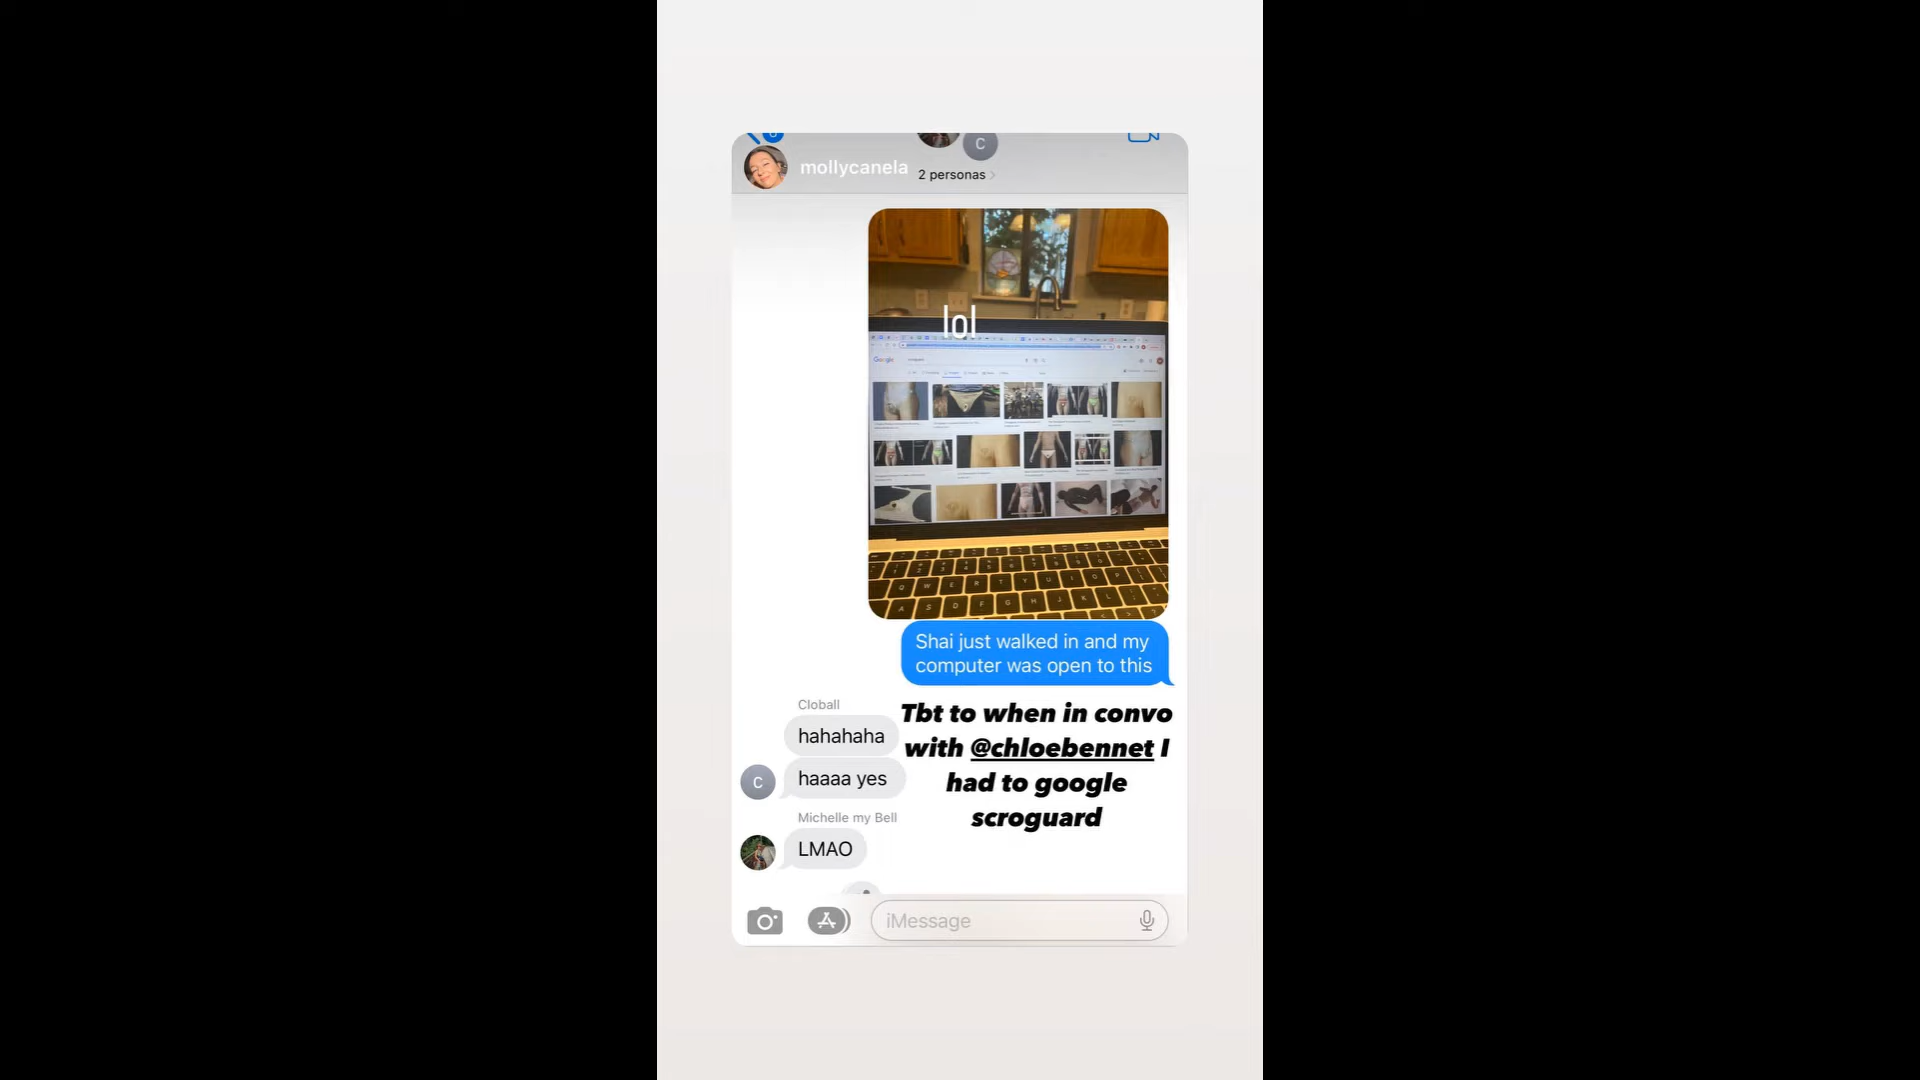 mollycanela
C
2 personas
lol
Google
Shai just walked in and my
computer was open to this
Cloball
hahahaha
haaaa yes
C
Tbt to when in convo
with @chloebennet I
had to google
scroguard
Michelle my Bell
LMAO
iMessage